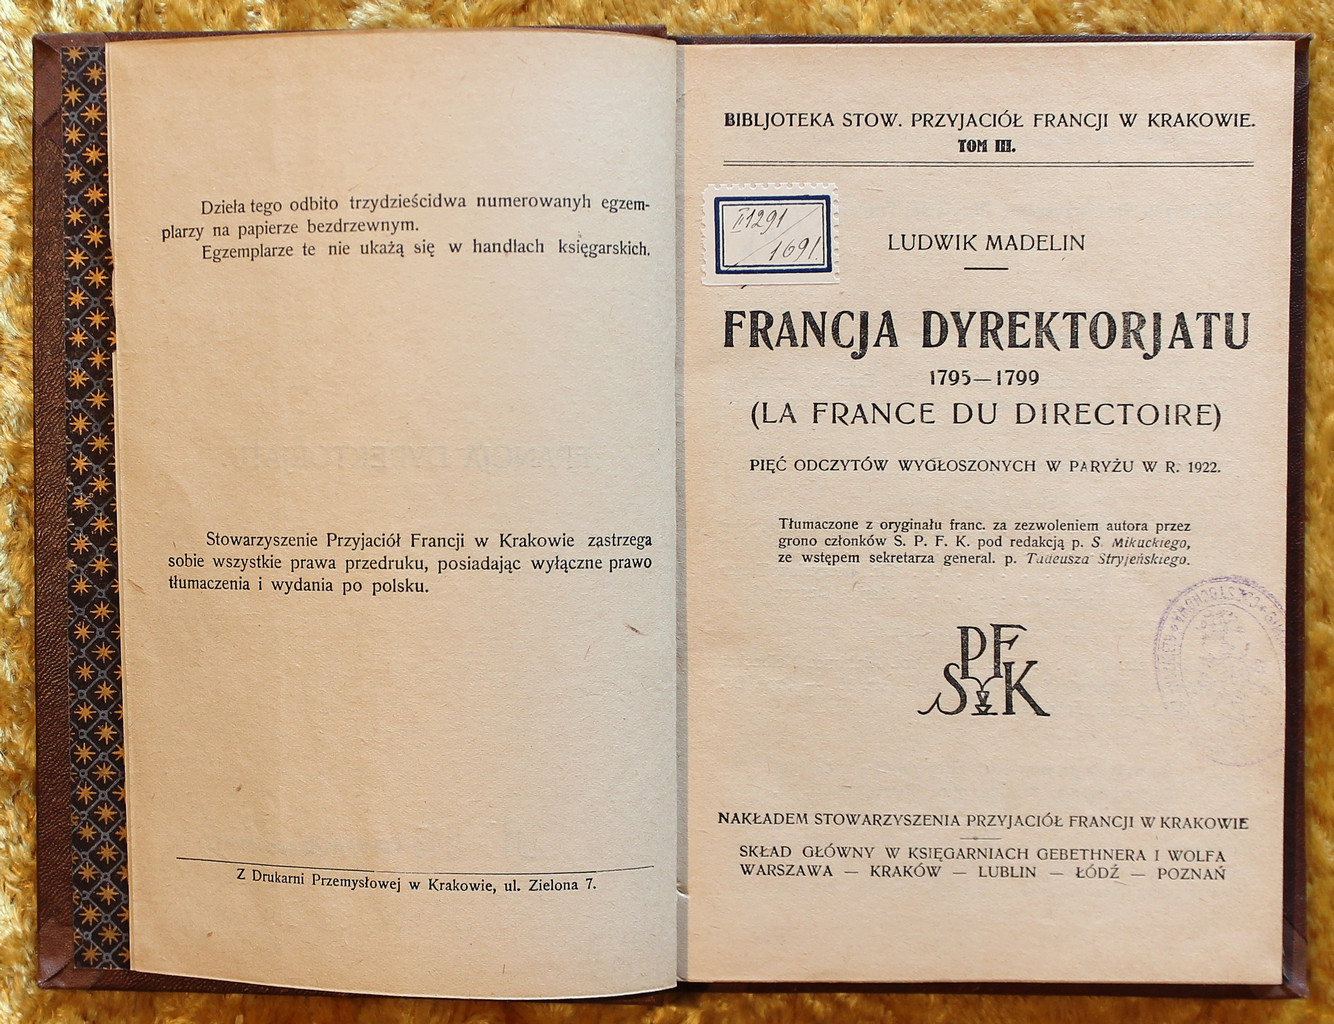 Dzieła tego odbito trzydzieścidwa numerowanyh egzem-
plarzy na papierze bezdrzewnym.
Egzemplarze te nie ukażą się w handlach księgarskich.
Stowarzyszenie Przyjaciół Francji w Krakowie zastrzega
sobie wszystkie prawa przedruku, posiadając wyłączne prawo
tłumaczenia i wydania po polsku.
Z Drukarni Przemysłowej w Krakowie, ul. Zielona 7.
BIBLJOTEKA STOW. PRZYJACIÓŁ FRANCJI W KRAKOWIE.
TOM III.
II 1291
1691.
LUDWIK MADELIN
FRANCJA DYREKTORJATU
1795—1799
(LA FRANCE DU DIRECTOIRE)
PIĘĆ ODCZYTÓW WYGŁOSZONYCH W PARYŻU W R. 1922.
Tłumaczone z oryginału franc. za zezwoleniem autora przez
grono członków S. P. F. K. pod redakcją p. S. Mikuckiego,
ze wstępem sekretarza general. p. Tadeusza Stryjeńskiego.
SPFK
NAKŁADEM STOWARZYSZENIA PRZYJACIÓŁ FRANCJI W KRAKOWIE
SKŁAD GŁÓWNY W KSIĘGARNIACH GEBETHNERA I WOLFA
WARSZAWA — KRAKÓW — LUBLIN — ŁÓDŹ — POZNAŃ